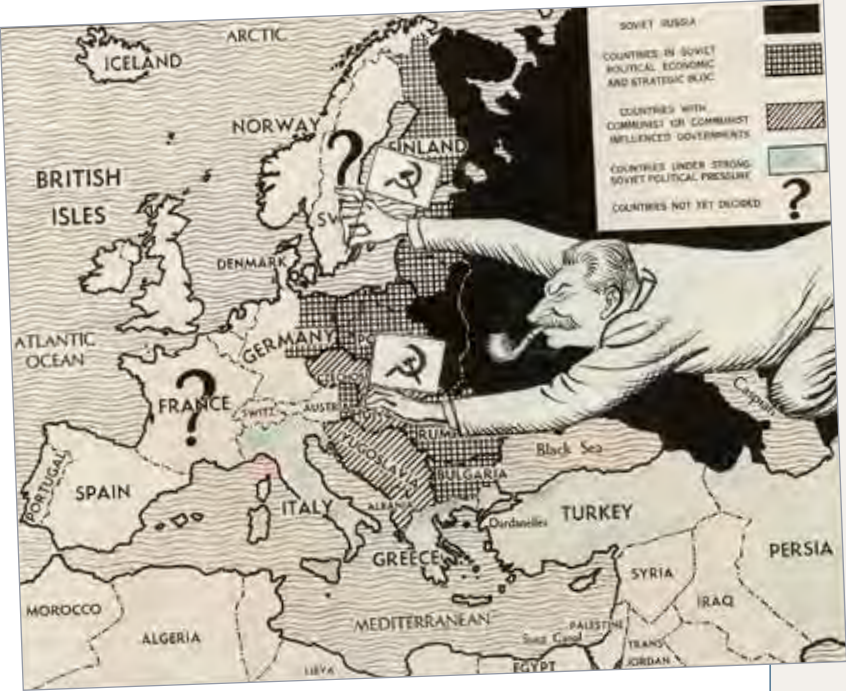 SOVIET RUSSIA
COUNTRIES IN SOVIET
POLITICAL ECONOMIC
AND STRATEGIC BLOC
COUNTRIES WITH
COMMUNIST OR COMMUNIST
INFLUENCED GOVERNMENTS
COUNTRIES UNDER STRONG
SOVIET POLITICAL PRESSURE
COUNTRIES NOT YET DECIDED ?
ARCTIC
ICELAND
NORWAY
?
FINLAND
BRITISH
ISLES
SW
DENMARK
ATLANTIC
OCEAN
GERMANY
?
FRANCE
SWITZ.
AUSTRIA
Caspian
RUM
Black Sea
YUGOSLAVIA
BULGARIA
PORTUGAL
SPAIN
ITALY
ALBANIA
Dardanelles
TURKEY
GREECE
PERSIA
SYRIA
IRAQ
MOROCCO
ALGERIA
MEDITERRANEAN
PALESTINE
Suez Canal
TRANS
JORDAN
LIBYA
EGYPT